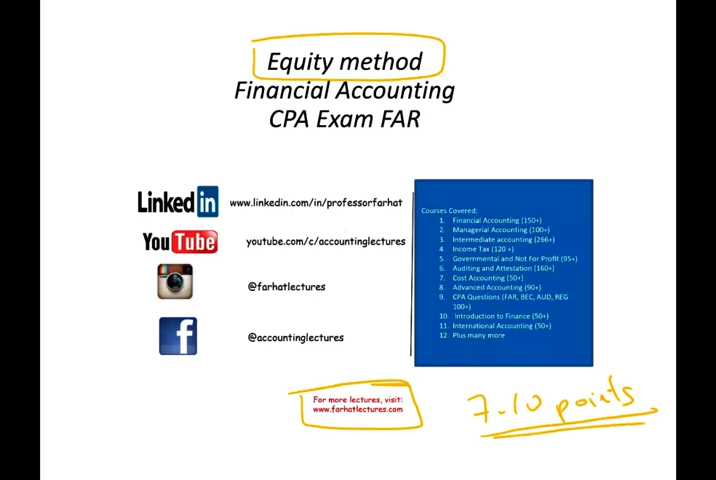 Equity method
Financial Accounting
CPA Exam FAR
Linked in www.linkedin.com/in/professorfarhat
YouTube youtube.com/c/accountinglectures
@farhatlectures
f @accountinglectures
Courses Covered:
1. Financial Accounting (150+)
2. Managerial Accounting (100+)
3. Intermediate accounting (266+)
4. Income Tax (120 +)
5. Governmental and Not For Profit (95+)
6. Auditing and Attestation (160+)
7. Cost Accounting (50+)
8. Advanced Accounting (90+)
9. CPA Questions (FAR, BEC, AUD, REG
100+)
10. Introduction to Finance (50+)
11. International Accounting (50+)
12. Plus many more
For more lectures, visit:
www.farhatlectures.com
7-10 points